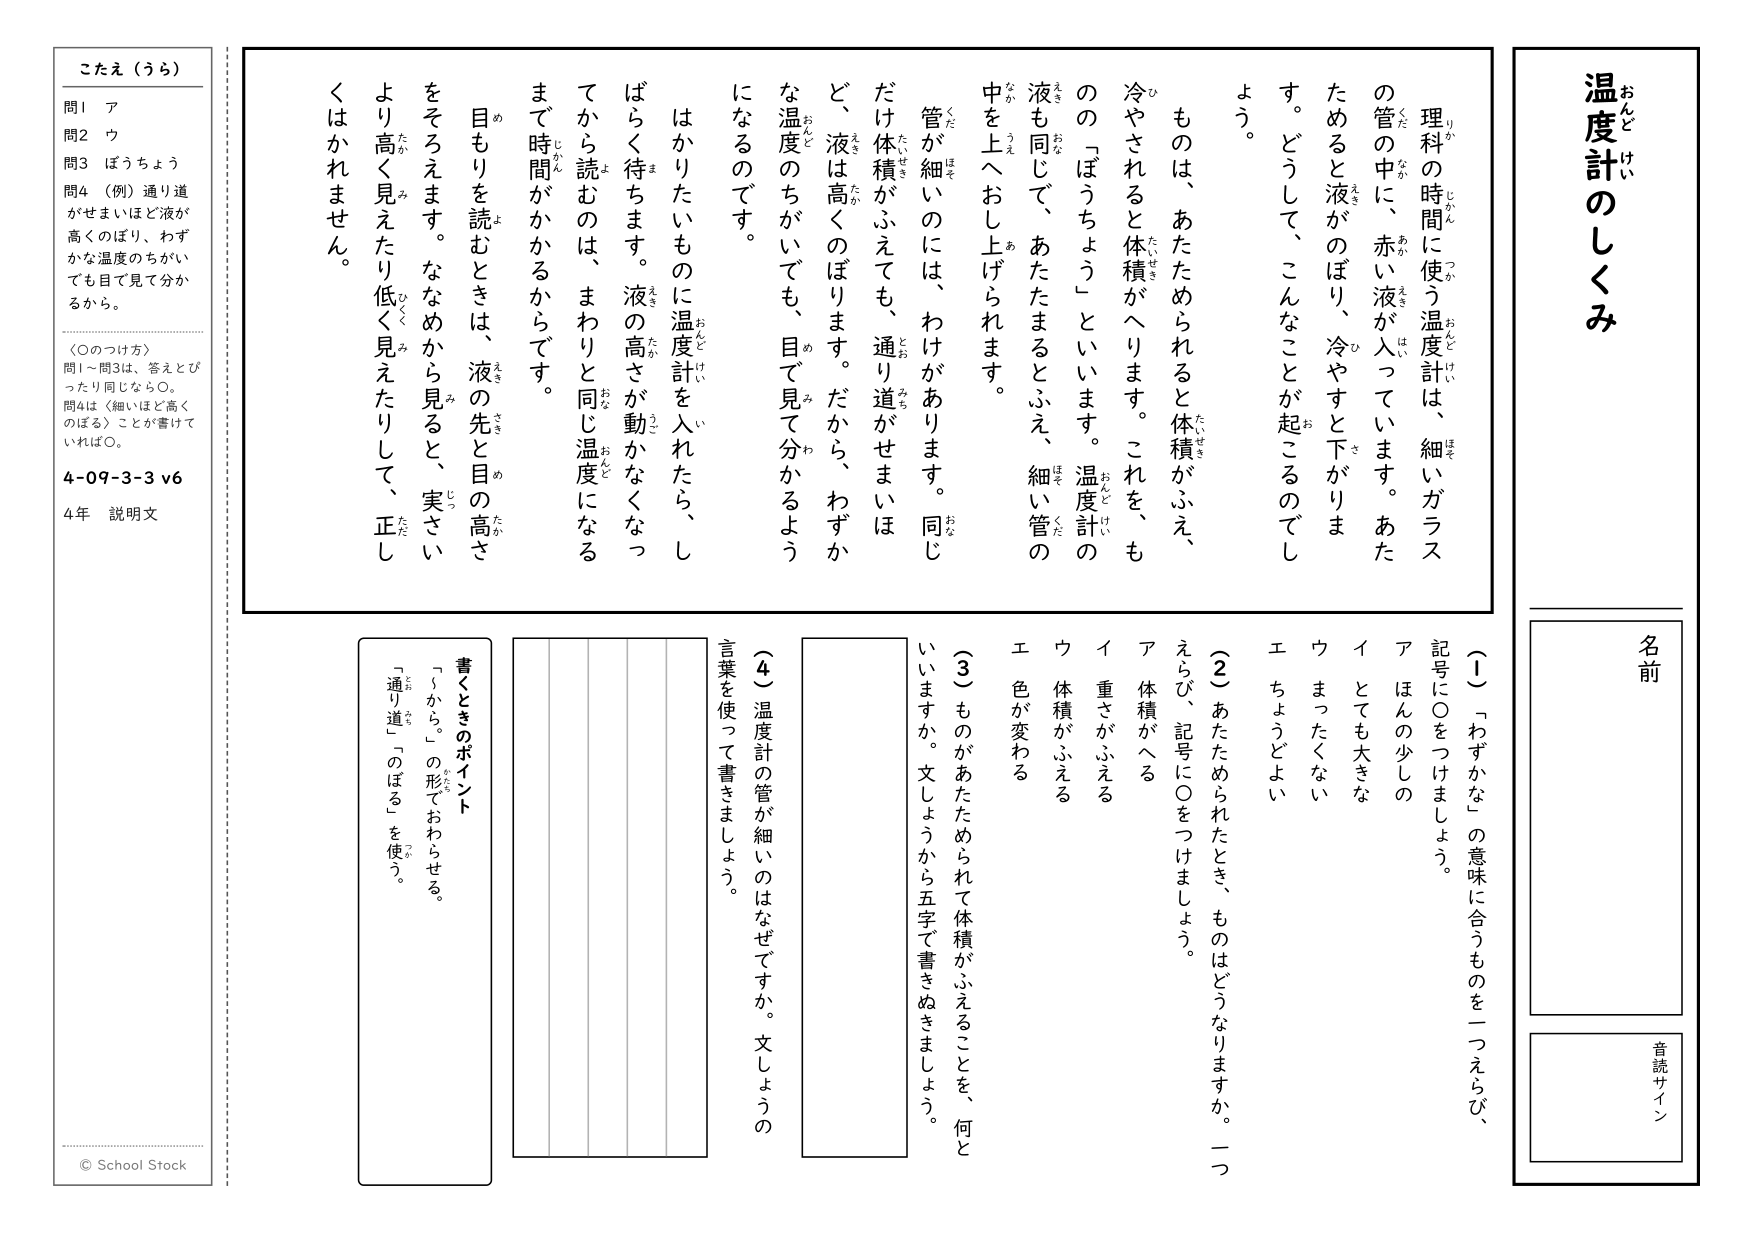 温度計のしくみ
おんど けい
名前
音読サイン
理科の時間に使う温度計は、細いガラス
の管の中に、赤い液が入っています。あた
ためると液がのぼり、冷やすと下がりま
す。どうして、こんなことが起こるのでし
ょう。
ものは、あたためられると体積がふえ、
冷やされると体積がへります。これを、も
のの「ぼうちょう」といいます。温度計の
液も同じで、あたたまるとふえ、細い管の
中を上へおし上げられます。
管が細いのには、わけがあります。同じ
だけ体積がふえても、通り道がせまいほ
ど、液は高くのぼります。だから、わずか
な温度のちがいでも、目で見て分かるよう
になるのです。
はかりたいものに温度計を入れたら、し
ばらく待ちます。液の高さが動かなくなっ
てから読むのは、まわりと同じ温度になる
まで時間がかかるからです。
目もりを読むときは、液の先と目の高さ
をそろえます。ななめから見ると、実さい
より高く見えたり低く見えたりして、正し
くはかれません。
(1)「わずかな」の意味に合うものを一つえらび、
記号に〇をつけましょう。
ア ほんの少しの
イ とても大きな
ウ まったくない
エ ちょうどよい
(2)あたためられたとき、ものはどうなりますか。一つ
えらび、記号に〇をつけましょう。
ア 体積がへる
イ 重さがふえる
ウ 体積がふえる
エ 色が変わる
(3)ものがあたためられて体積がふえることを、何と
いいますか。文しょうから五字で書きぬきましょう。
(4)温度計の管が細いのはなぜですか。文しょうの
言葉を使って書きましょう。
書くときのポイント
「〜から。」の形でおわらせる。
「通り道」「のぼる」を使う。
こたえ（うら）
問1 ア
問2 ウ
問3 ぼうちょう
問4 （例）通り道
がせまいほど液が
高くのぼり、わず
かな温度のちがい
でも目で見て分か
るから。
〈〇のつけ方〉
問1〜問3は、答えとぴ
ったり同じなら〇。
問4は〈細いほど高く
のぼる〉ことが書けて
いれば〇。
4-09-3-3 v6
4年 説明文
© School Stock